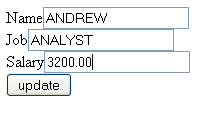 Name ANDREW
Job ANALYST
Salary 3200.00
update